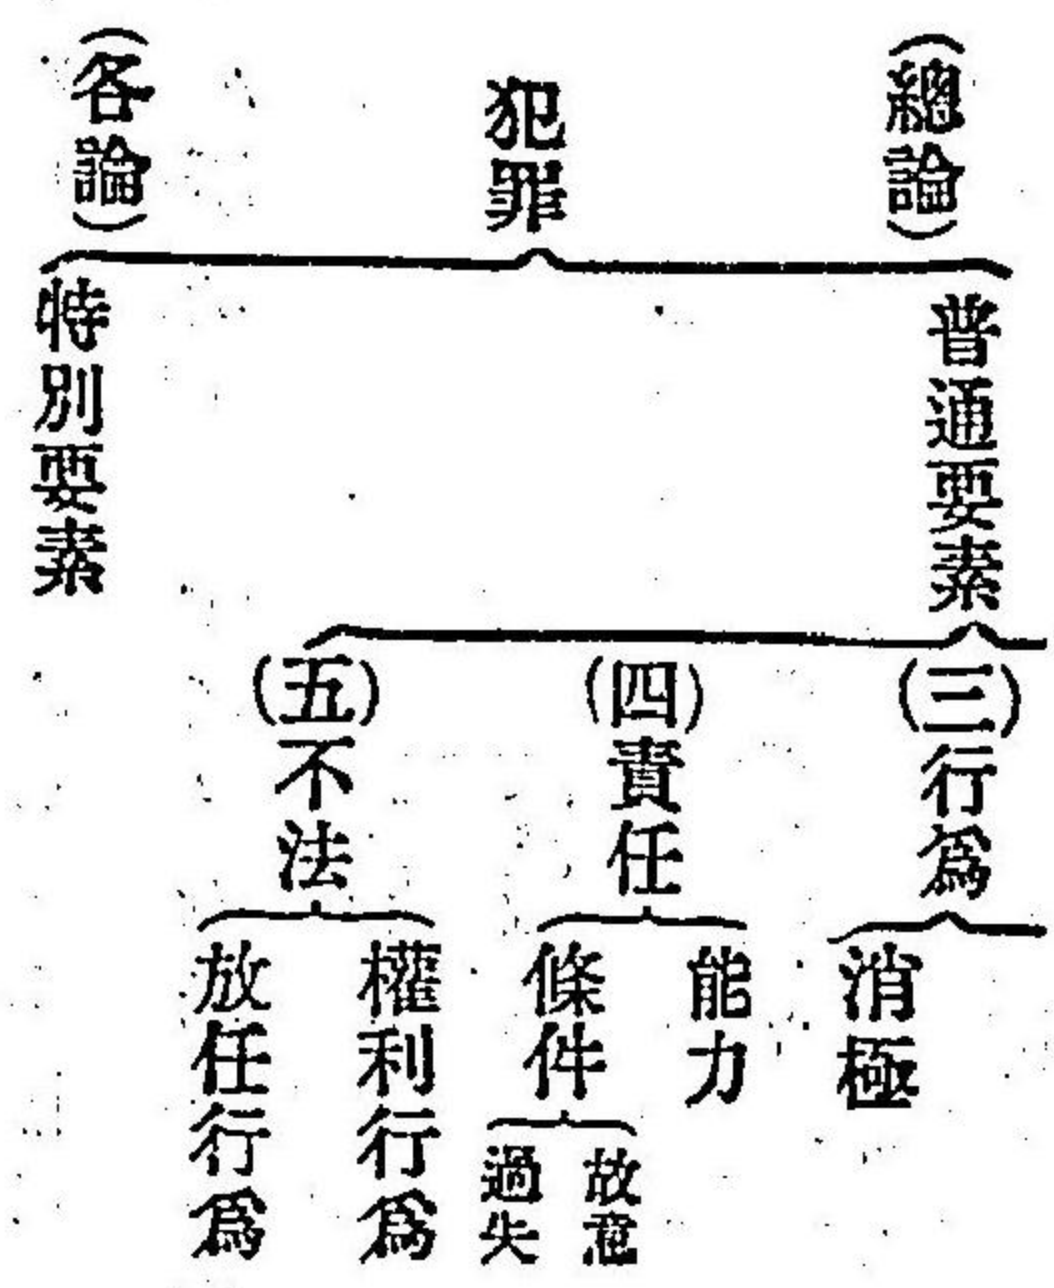 (總論)
犯罪
(各論)
普通要素
特別要素
(三)行爲
(四)責任
(五)不法
消極
能力
條件
權利行爲
放任行爲
故意
過失